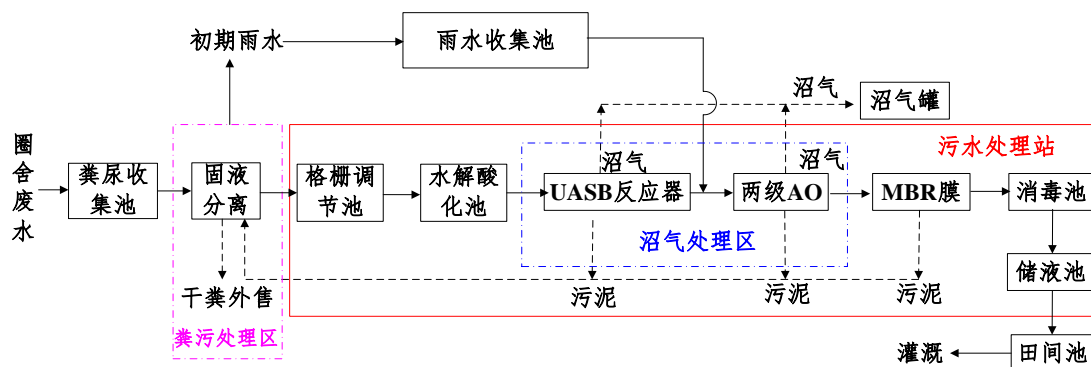 初期雨水
雨水收集池
沼气
沼气罐
污水处理站
圈
舍
废
水
粪尿收
集池
固液
分离
格栅调
节池
水解酸
化池
沼气
UASB反应器
沼气
两级AO
MBR膜
消毒池
沼气处理区
干粪外售
污泥
污泥
污泥
储液池
粪污处理区
灌溉
田间池